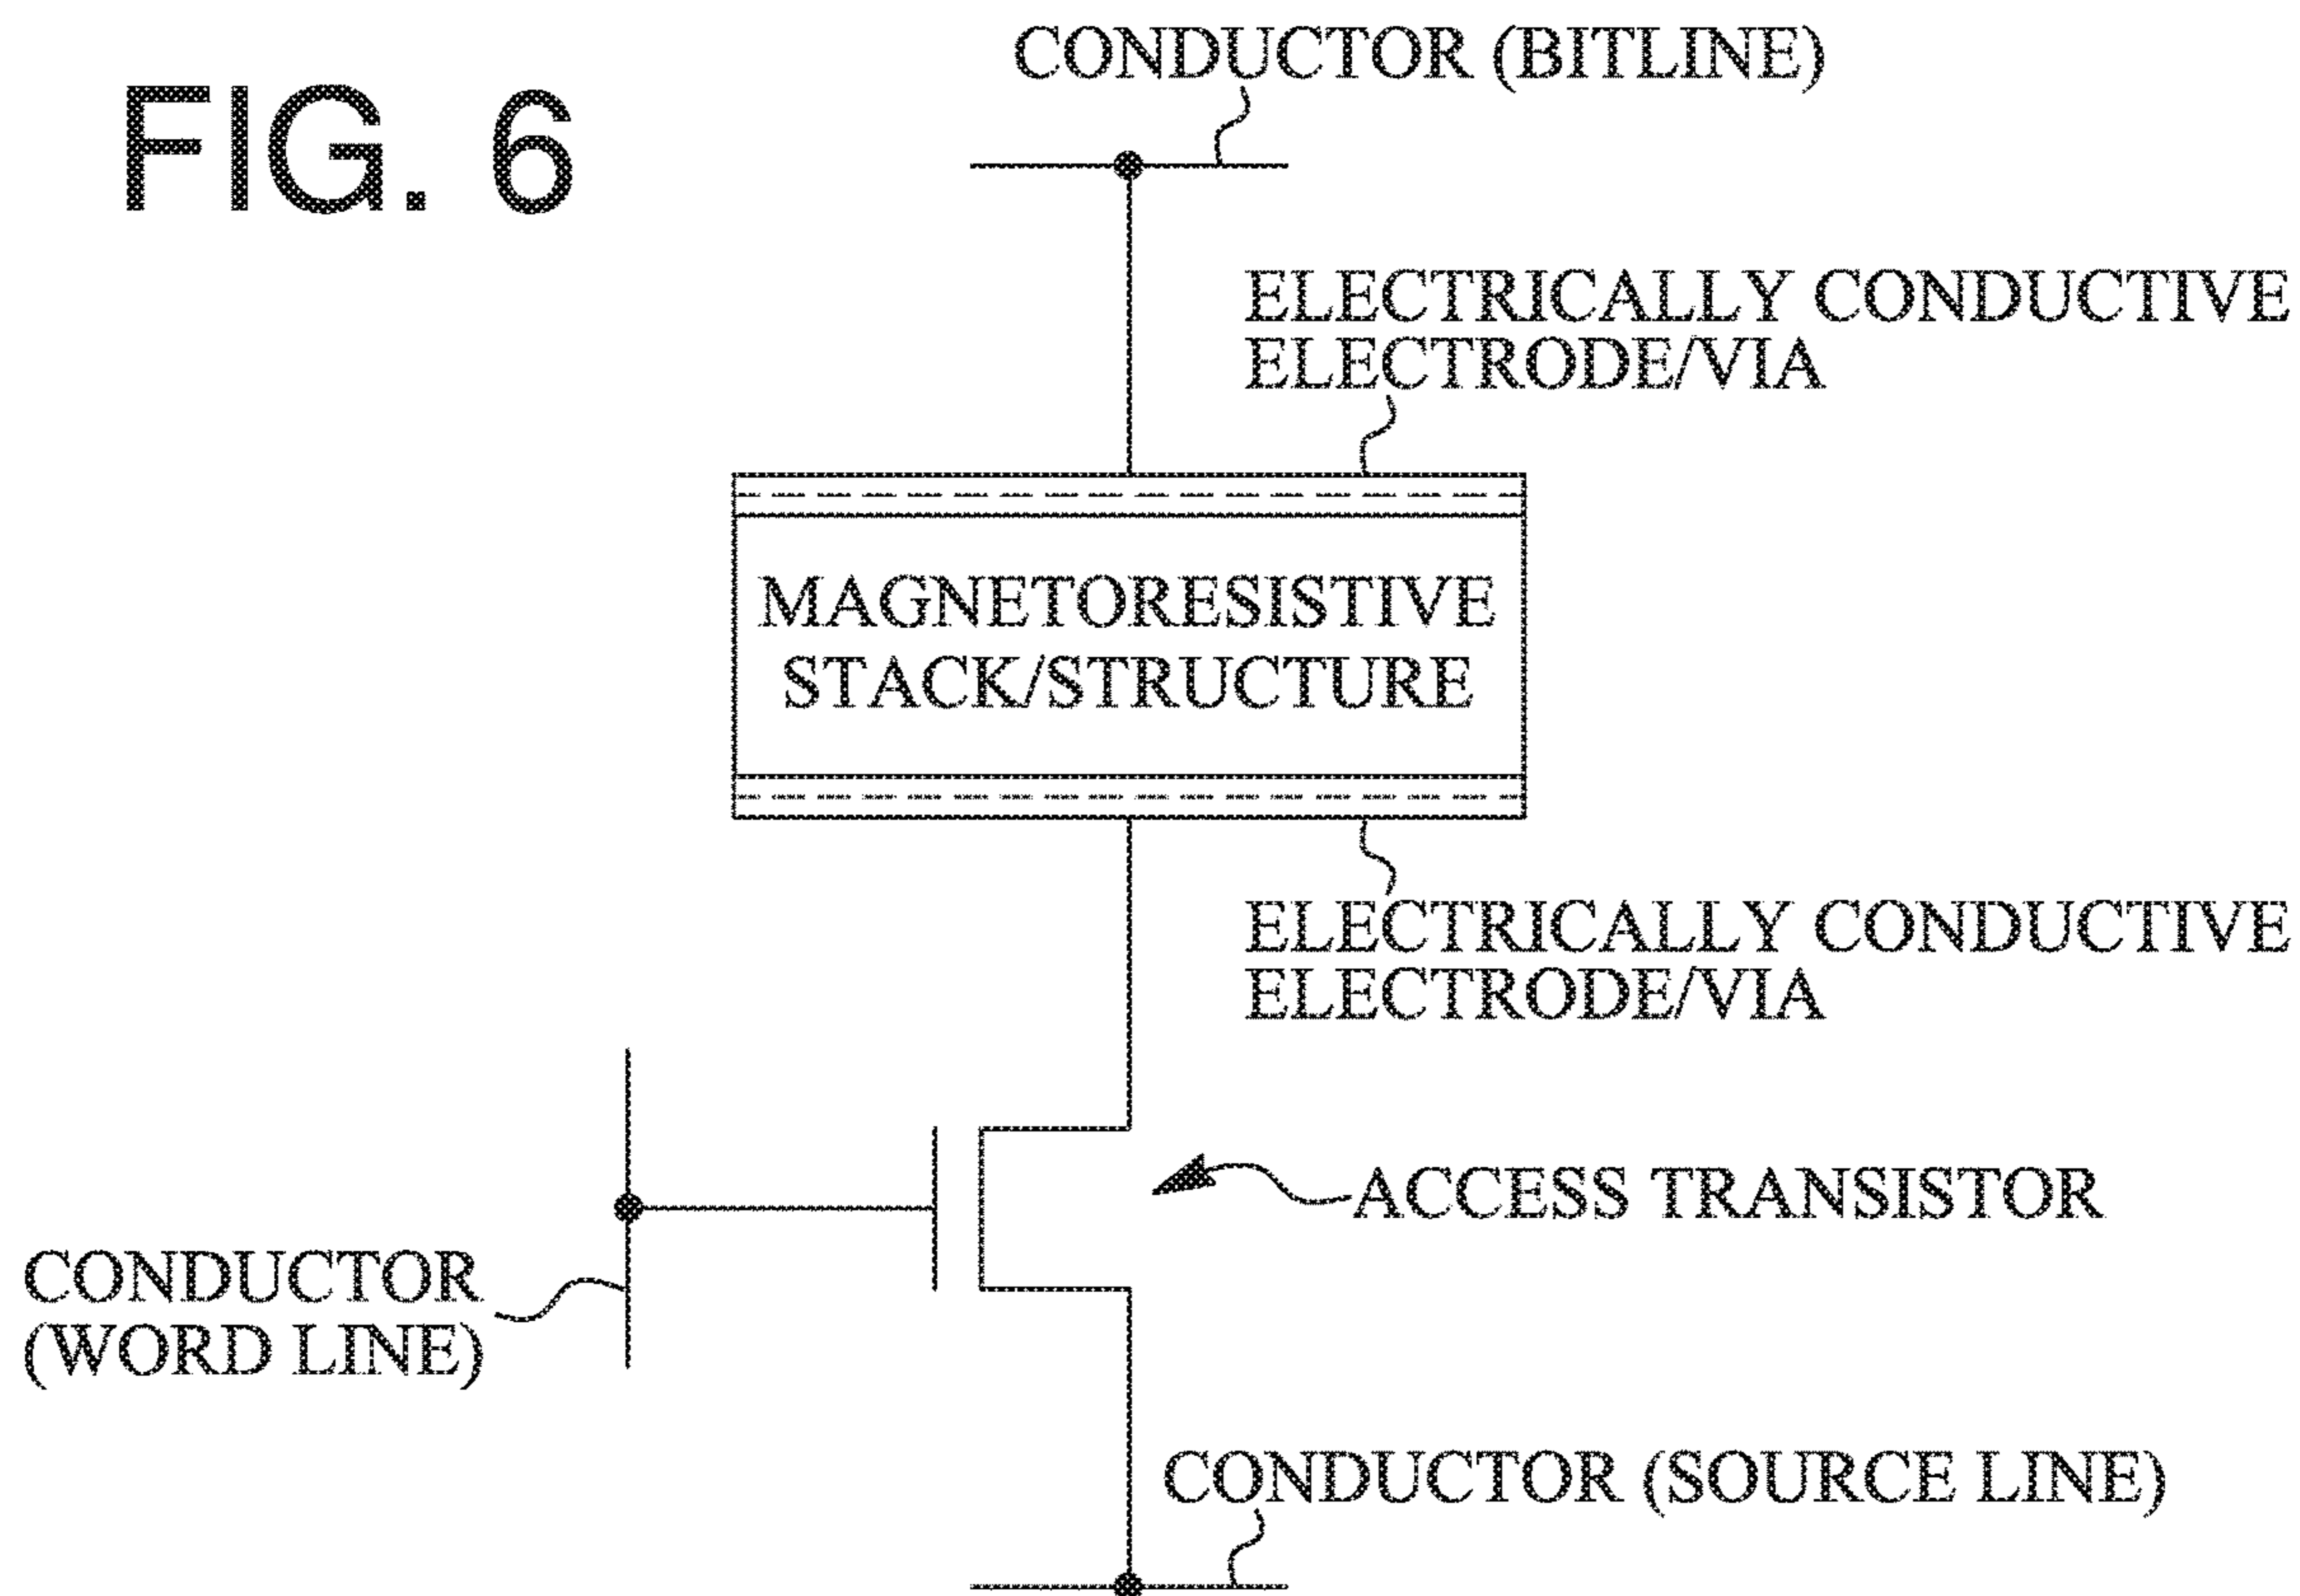 FIG. 6
CONDUCTOR (BITLINE)
ELECTRICALLY CONDUCTIVE
ELECTRODE/VIA
MAGNETORESISTIVE
STACK/STRUCTURE
ELECTRICALLY CONDUCTIVE
ELECTRODE/VIA
ACCESS TRANSISTOR
CONDUCTOR
(WORD LINE)
CONDUCTOR (SOURCE LINE)